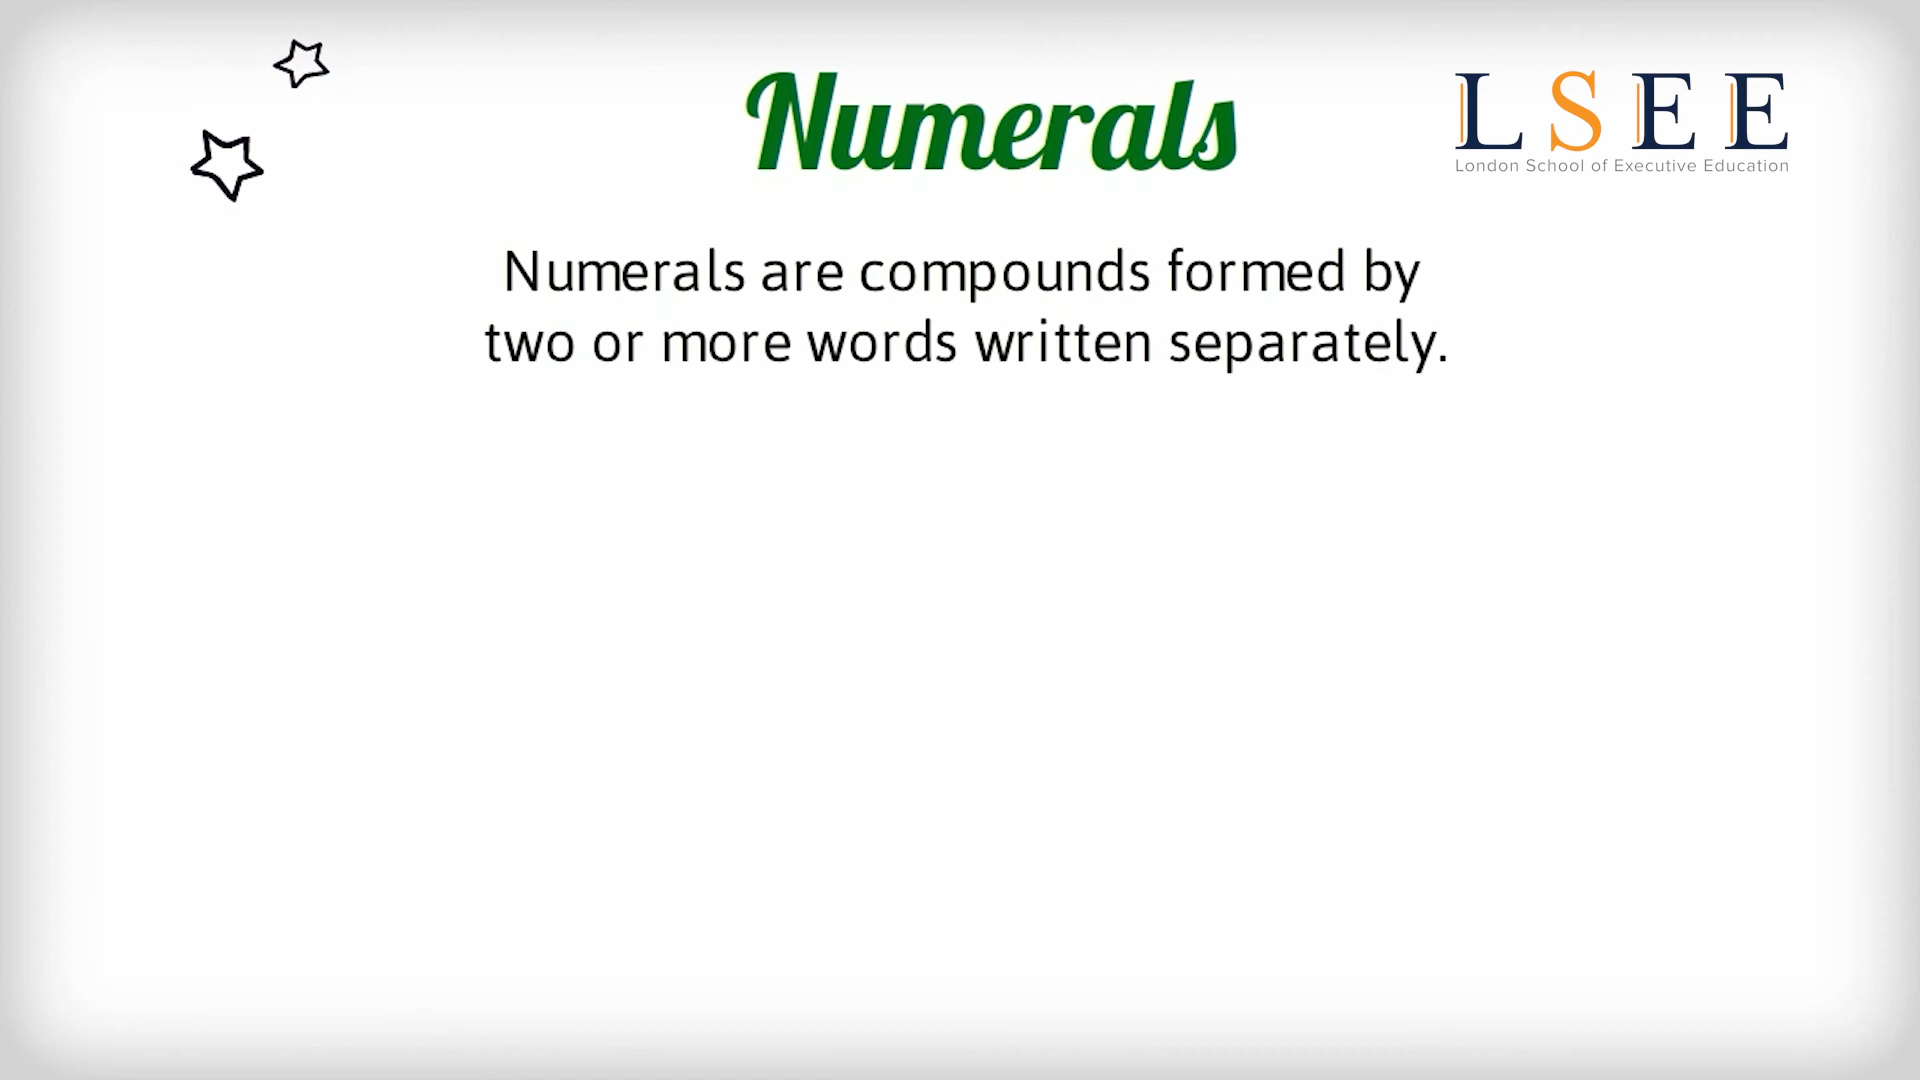 Numerals
LSEE
London School of Executive Education
Numerals are compounds formed by
two or more words written separately.